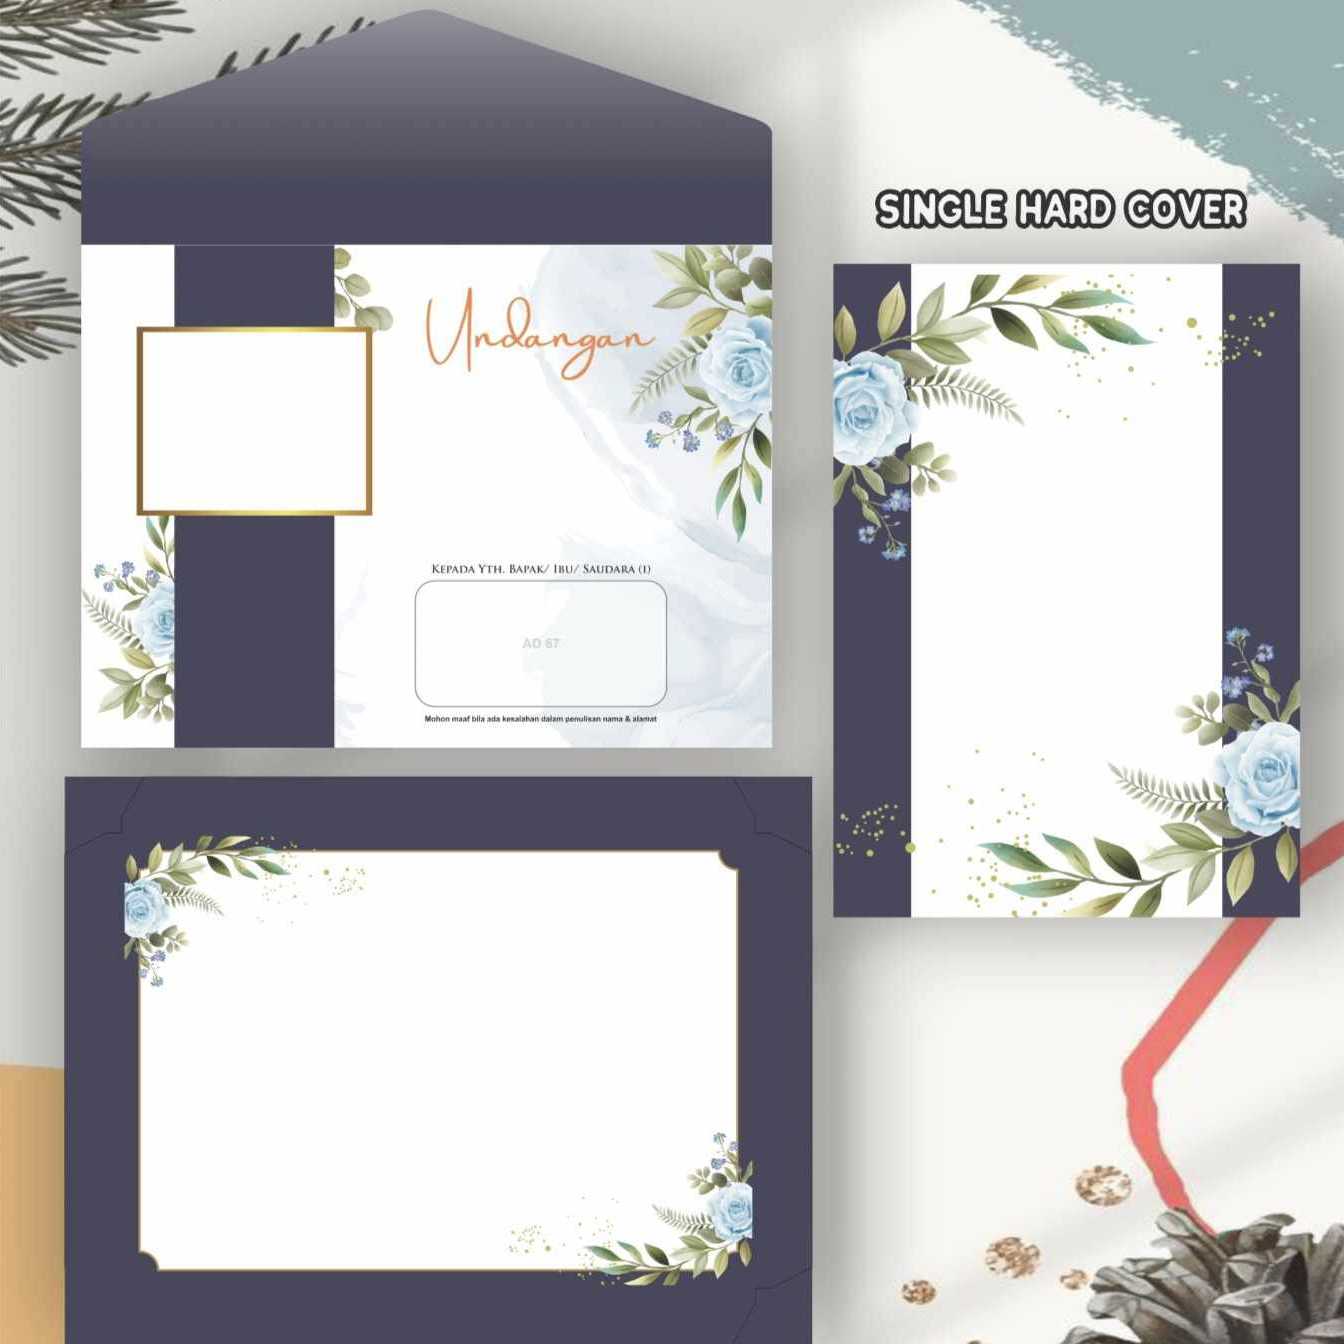 SINGLE HARD COVER
Undangan
KEPADA YTH. BAPAK/ IBU/ SAUDARA (I)
AD 67
Mohon maaf bila ada kesalahan dalam penulisan nama & alamat